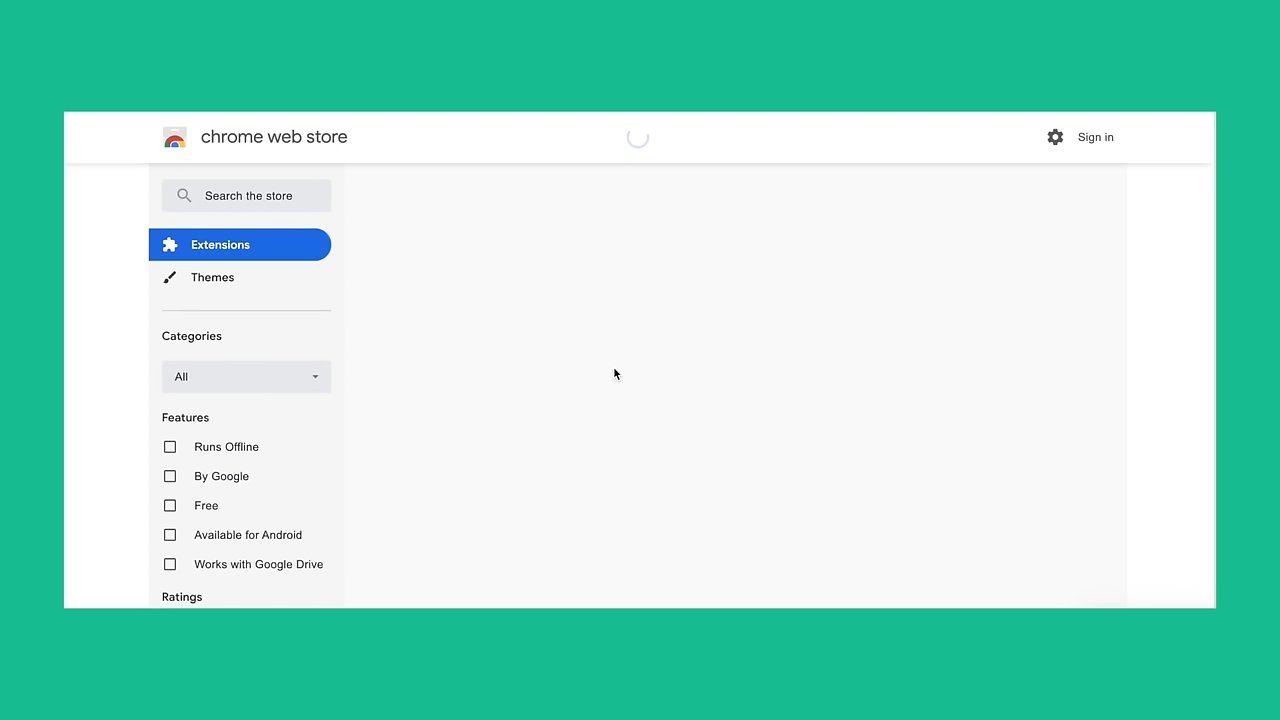 chrome web store
Sign in
Search the store
Extensions
Themes
Categories
All
Features
Runs Offline
By Google
Free
Available for Android
Works with Google Drive
Ratings